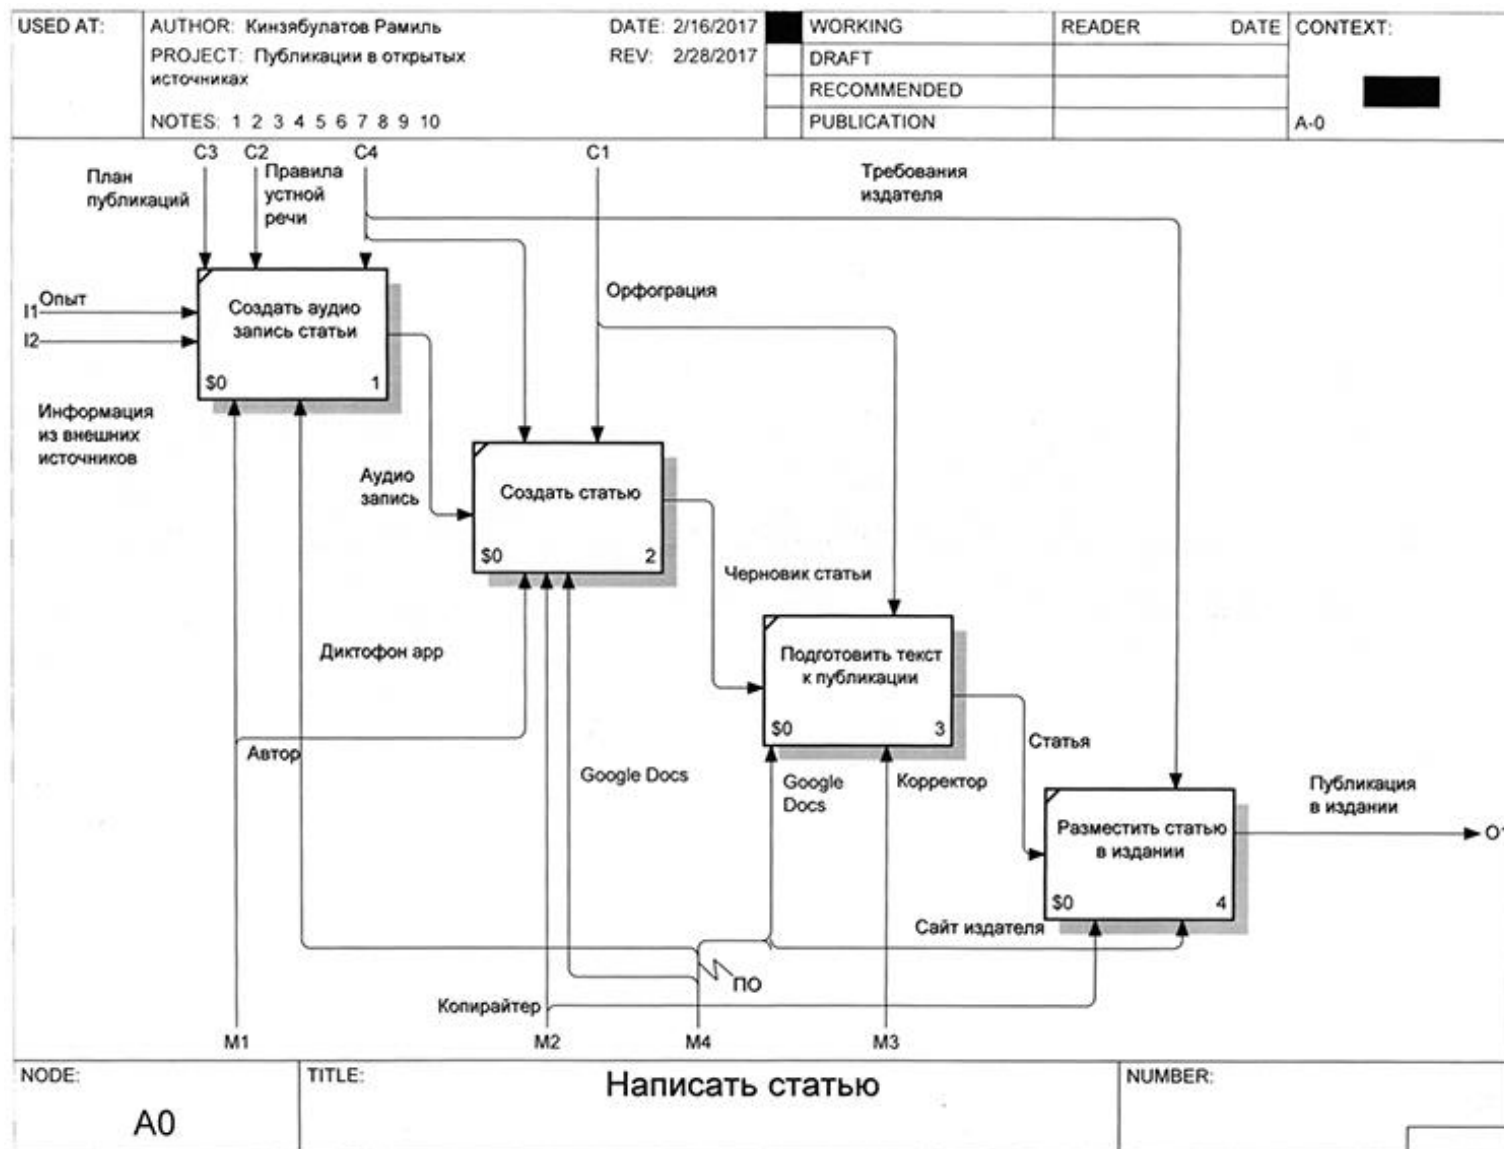 USED AT:
AUTHOR: Кинзябулатов Рамиль
DATE: 2/16/2017
PROJECT: Публикации в открытых
источниках
REV: 2/28/2017
NOTES: 1 2 3 4 5 6 7 8 9 10
WORKING
DRAFT
RECOMMENDED
PUBLICATION
READER
DATE
CONTEXT:
A-0
C3
C2
C4
C1
План
публикаций
Правила
устной
речи
Требования
издателя
I1
Опыт
I2
Создать аудио
запись статьи
$0
1
Орфограция
Информация
из внешних
источников
Аудио
запись
Создать статью
$0
2
Черновик статьи
Диктофон app
Подготовить текст
к публикации
$0
3
Автор
Google Docs
Google
Docs
Корректор
Статья
Публикация
в издании
Разместить статью
в издании
$0
4
O1
Сайт издателя
ПО
Копирайтер
M1
M2
M4
M3
NODE:
A0
TITLE:
Написать статью
NUMBER: